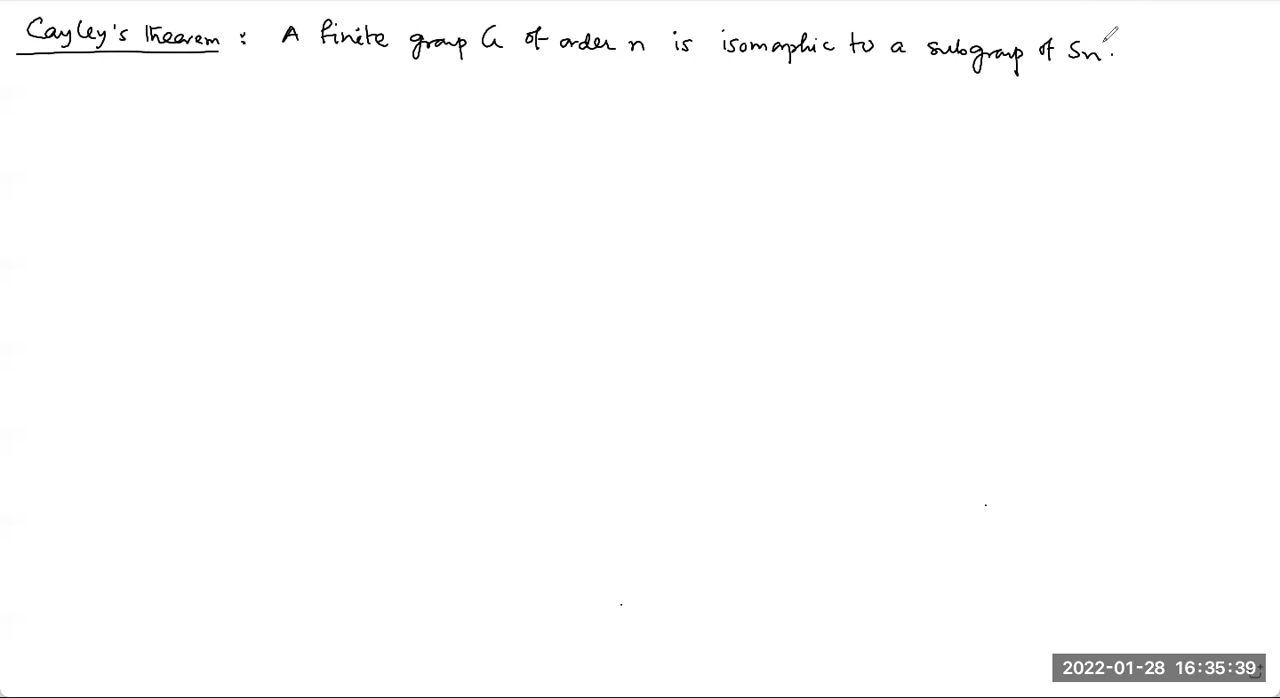 Cayley's theorem : A finite group G of order n is isomorphic to a subgroup of Sn.
2022-01-28 16:35:39